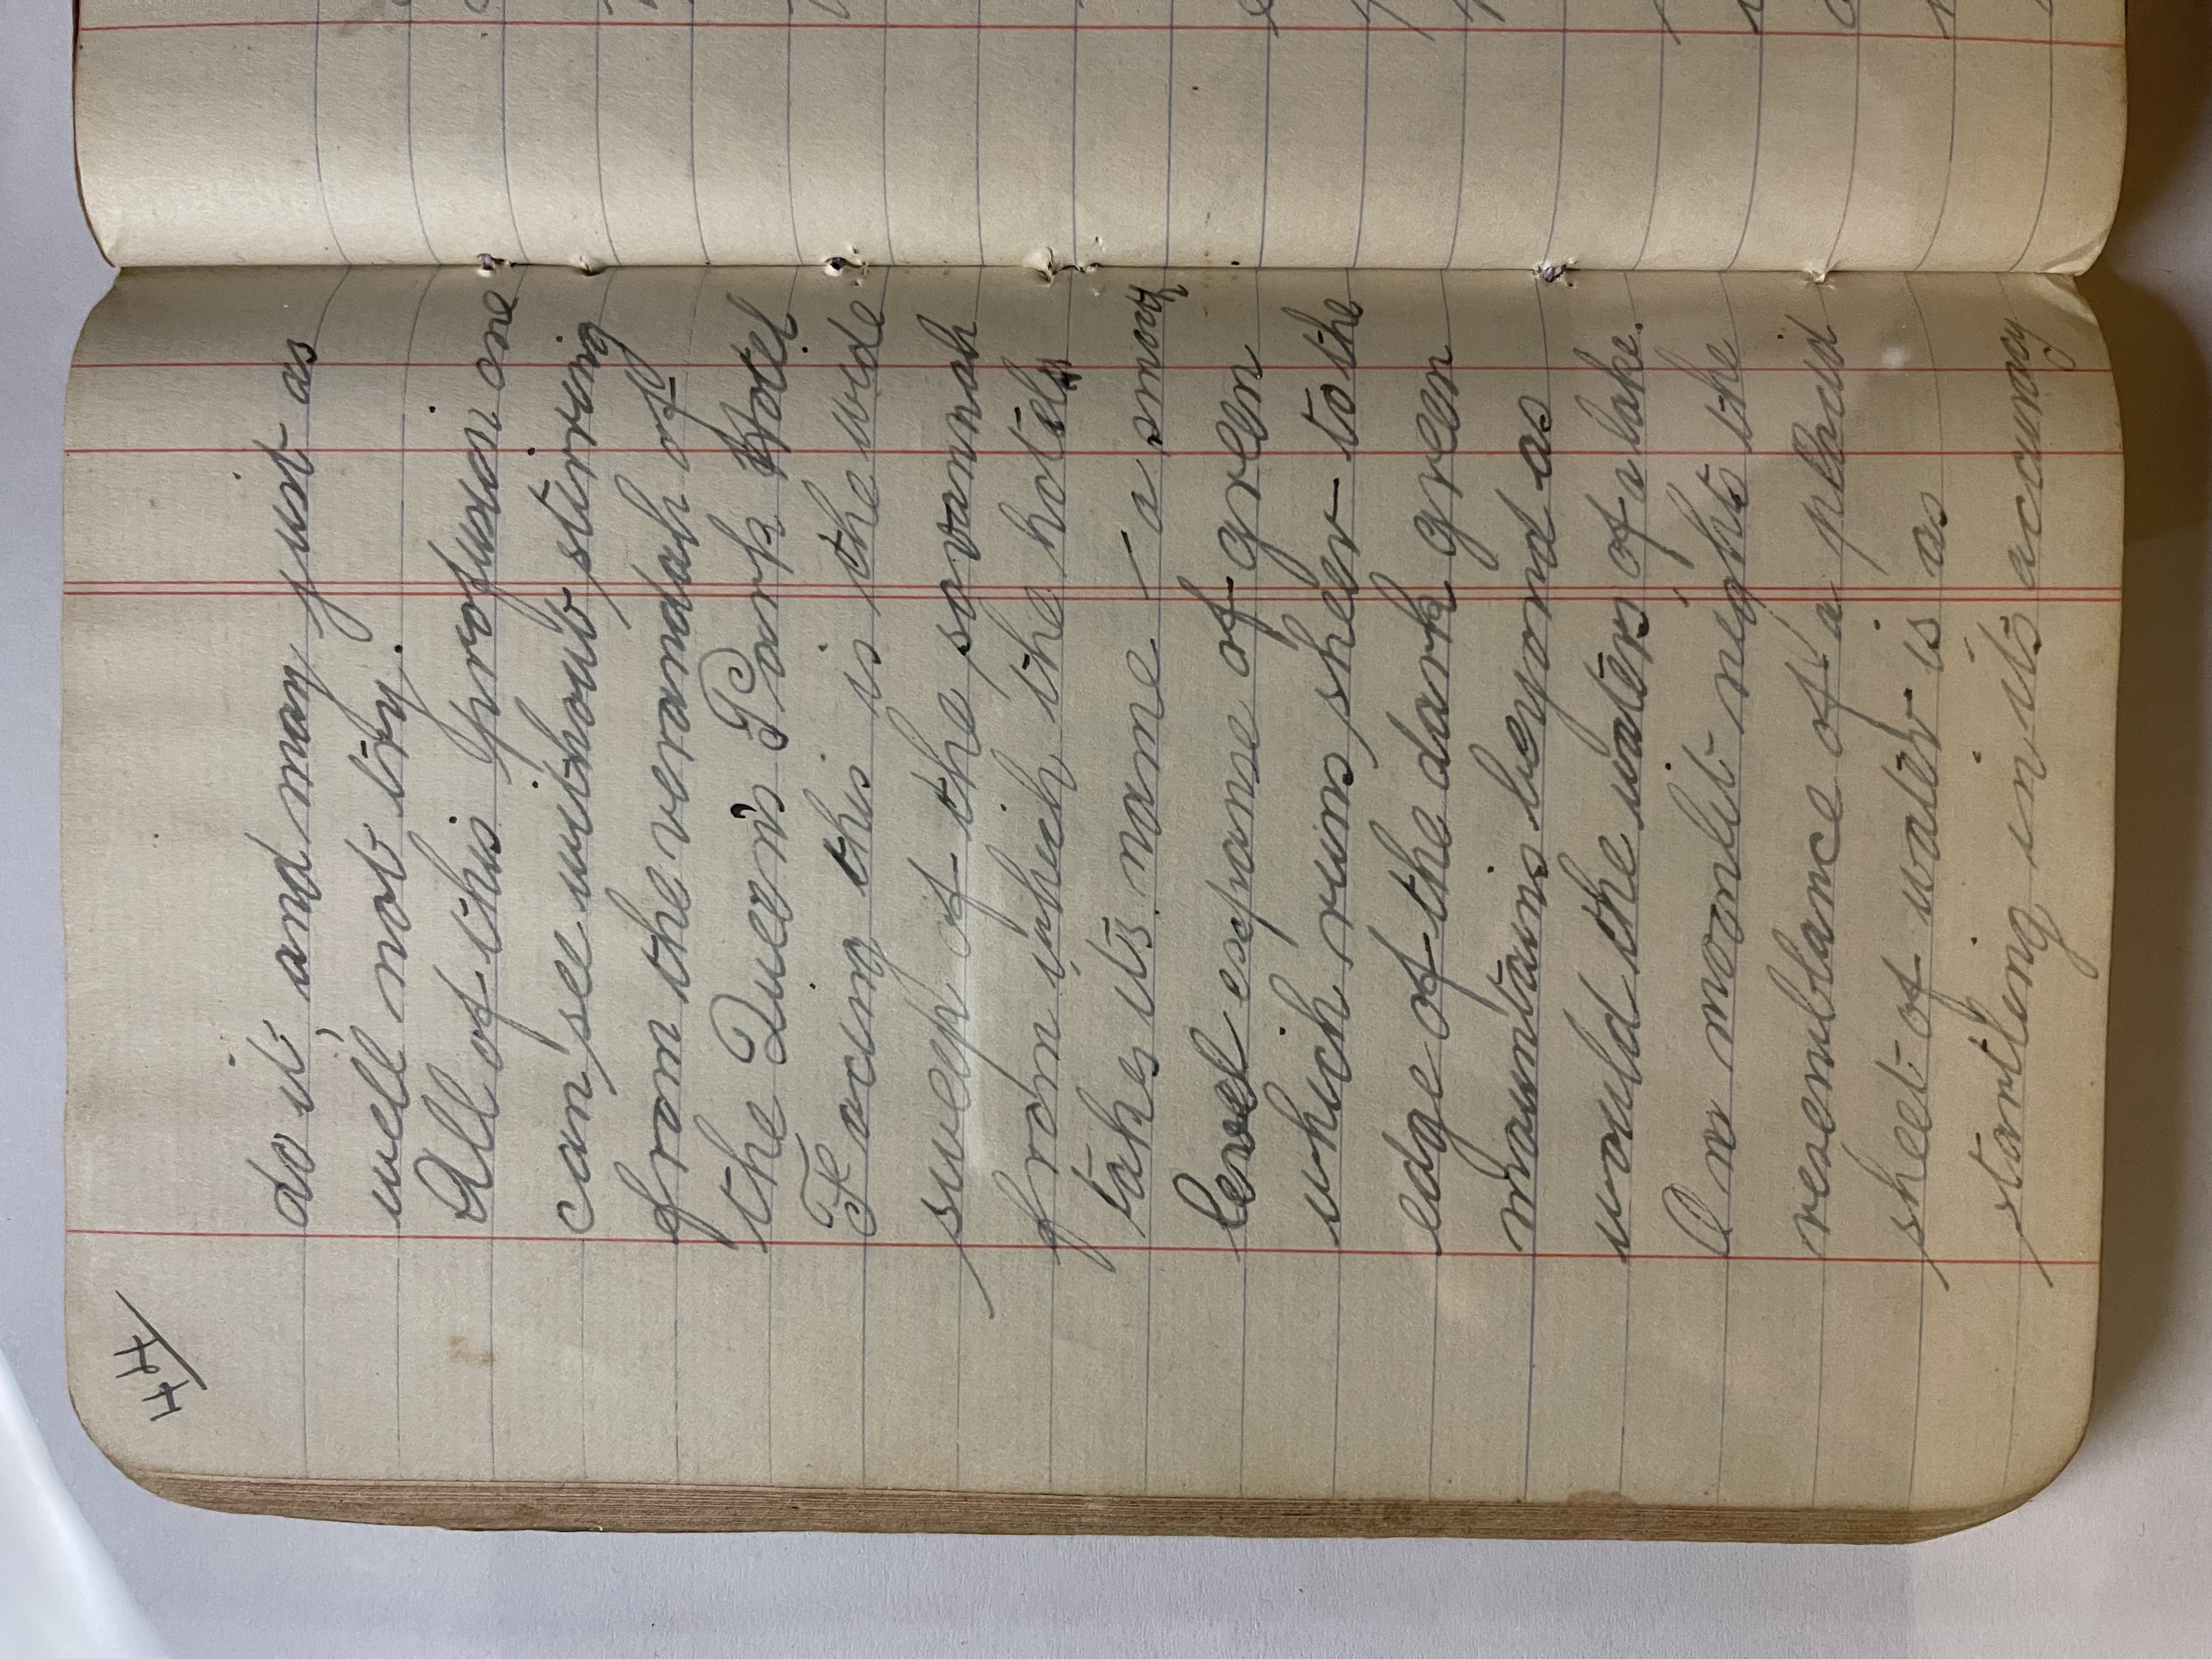 44
do it, and may just as
well not try.
All of this profusion one
can see without stirring
from the verandah of
the Queen's Park Hotel
Facing this is the wide
sweep of the savannah
from which the hotel
takes its name – a smooth
level expanse of green
which runs sheer to the
edge of the dark green
mountains beyond as
would the waters of a lake.
On moonlit nights the
resemblance of a placid
sheet of water is as
startling in its accuracy